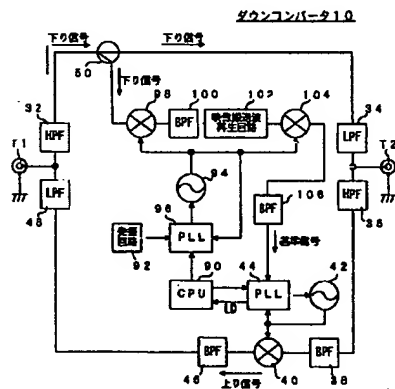 ダウンコンバータ10
下り信号
下り信号
50
下り信号
32
HPF
98
100
BPF
102
映像搬送波
再生回路
104
34
LPF
T1
T2
48
LPF
94
HPF
36
96
PLL
BPF
106
発振
回路
92
基準信号
90
CPU
LD
44
PLL
42
46
BPF
40
BPF
38
上り信号